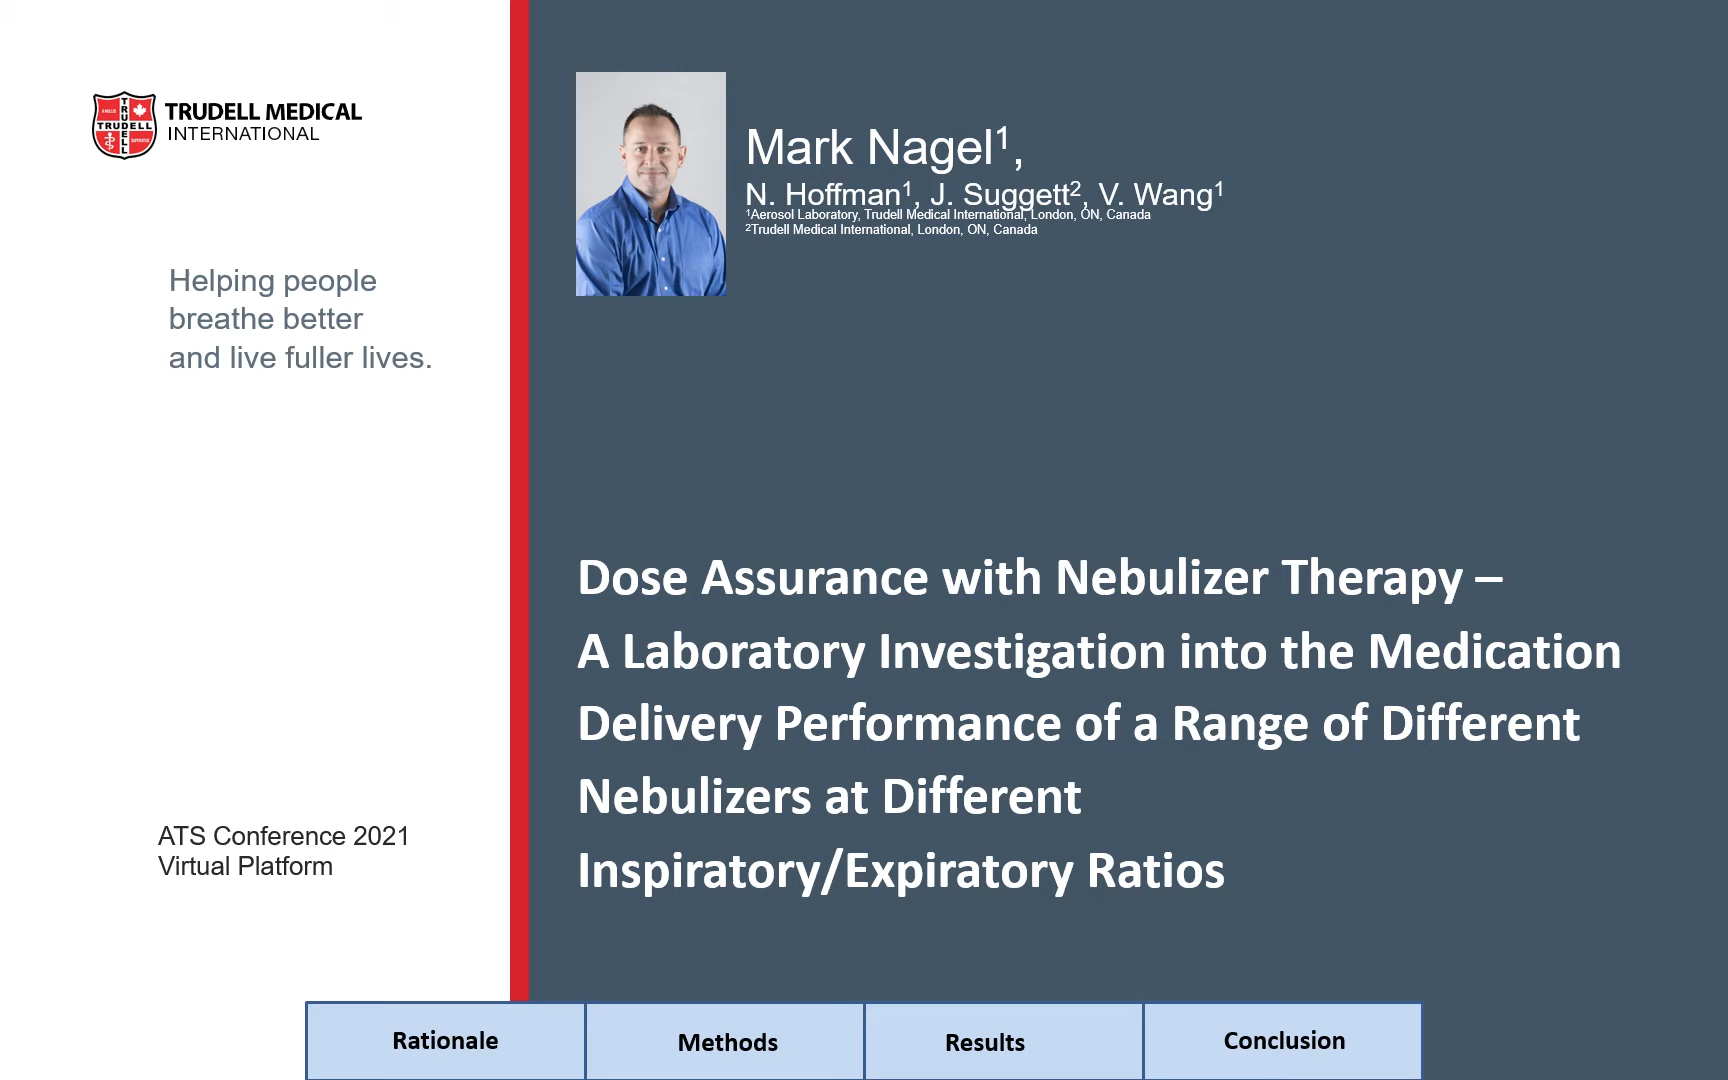 TRUDELL MEDICAL
INTERNATIONAL
TRUDELL
TRUDELL
Helping people
breathe better
and live fuller lives.
ATS Conference 2021
Virtual Platform
Mark Nagel¹,
N. Hoffman¹, J. Suggett², V. Wang¹
¹Aerosol Laboratory, Trudell Medical International, London, ON, Canada
²Trudell Medical International, London, ON, Canada
Dose Assurance with Nebulizer Therapy –
A Laboratory Investigation into the Medication
Delivery Performance of a Range of Different
Nebulizers at Different
Inspiratory/Expiratory Ratios
Rationale
Methods
Results
Conclusion